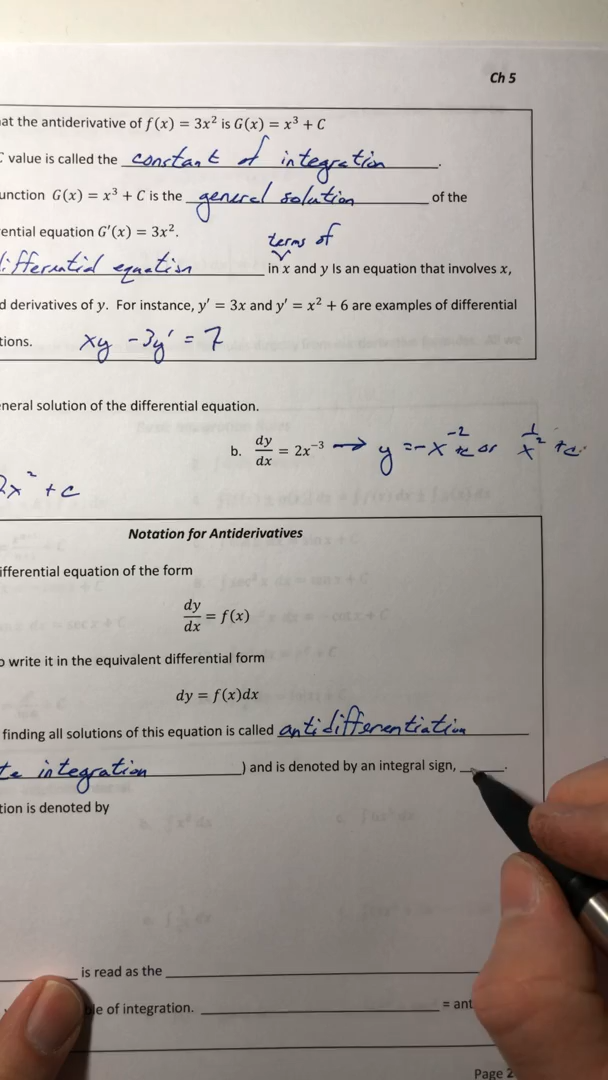 Ch 5
at the antiderivative of f(x) = 3x² is G(x) = x³ + C
C value is called the constant of integration.
unction G(x) = x³ + C is the general solution of the
ential equation G′(x) = 3x².
terms of
differential equation in x and y Is an equation that involves x,
d derivatives of y. For instance, y′ = 3x and y′ = x² + 6 are examples of differential
tions. xy - 3y′ = 7
neral solution of the differential equation.
b. dy/dx = 2x⁻³ → y = -x⁻² +c or 1/x² +c
2x² + c
Notation for Antiderivatives
ifferential equation of the form
dy/dx = f(x)
o write it in the equivalent differential form
dy = f(x)dx
finding all solutions of this equation is called antidifferentiation
te integration ) and is denoted by an integral sign, ____.
tion is denoted by
is read as the
le of integration. = ant
Page 2